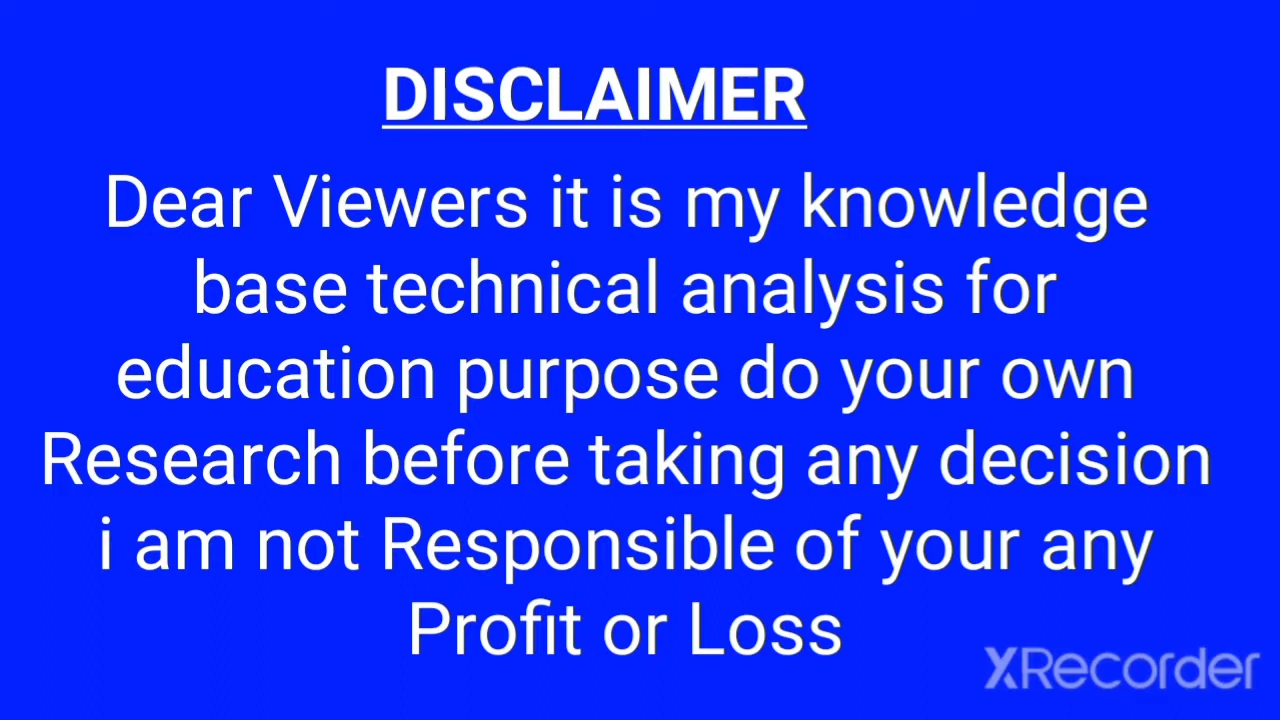 DISCLAIMER
Dear Viewers it is my knowledge
base technical analysis for
education purpose do your own
Research before taking any decision
i am not Responsible of your any
Profit or Loss
XRecorder